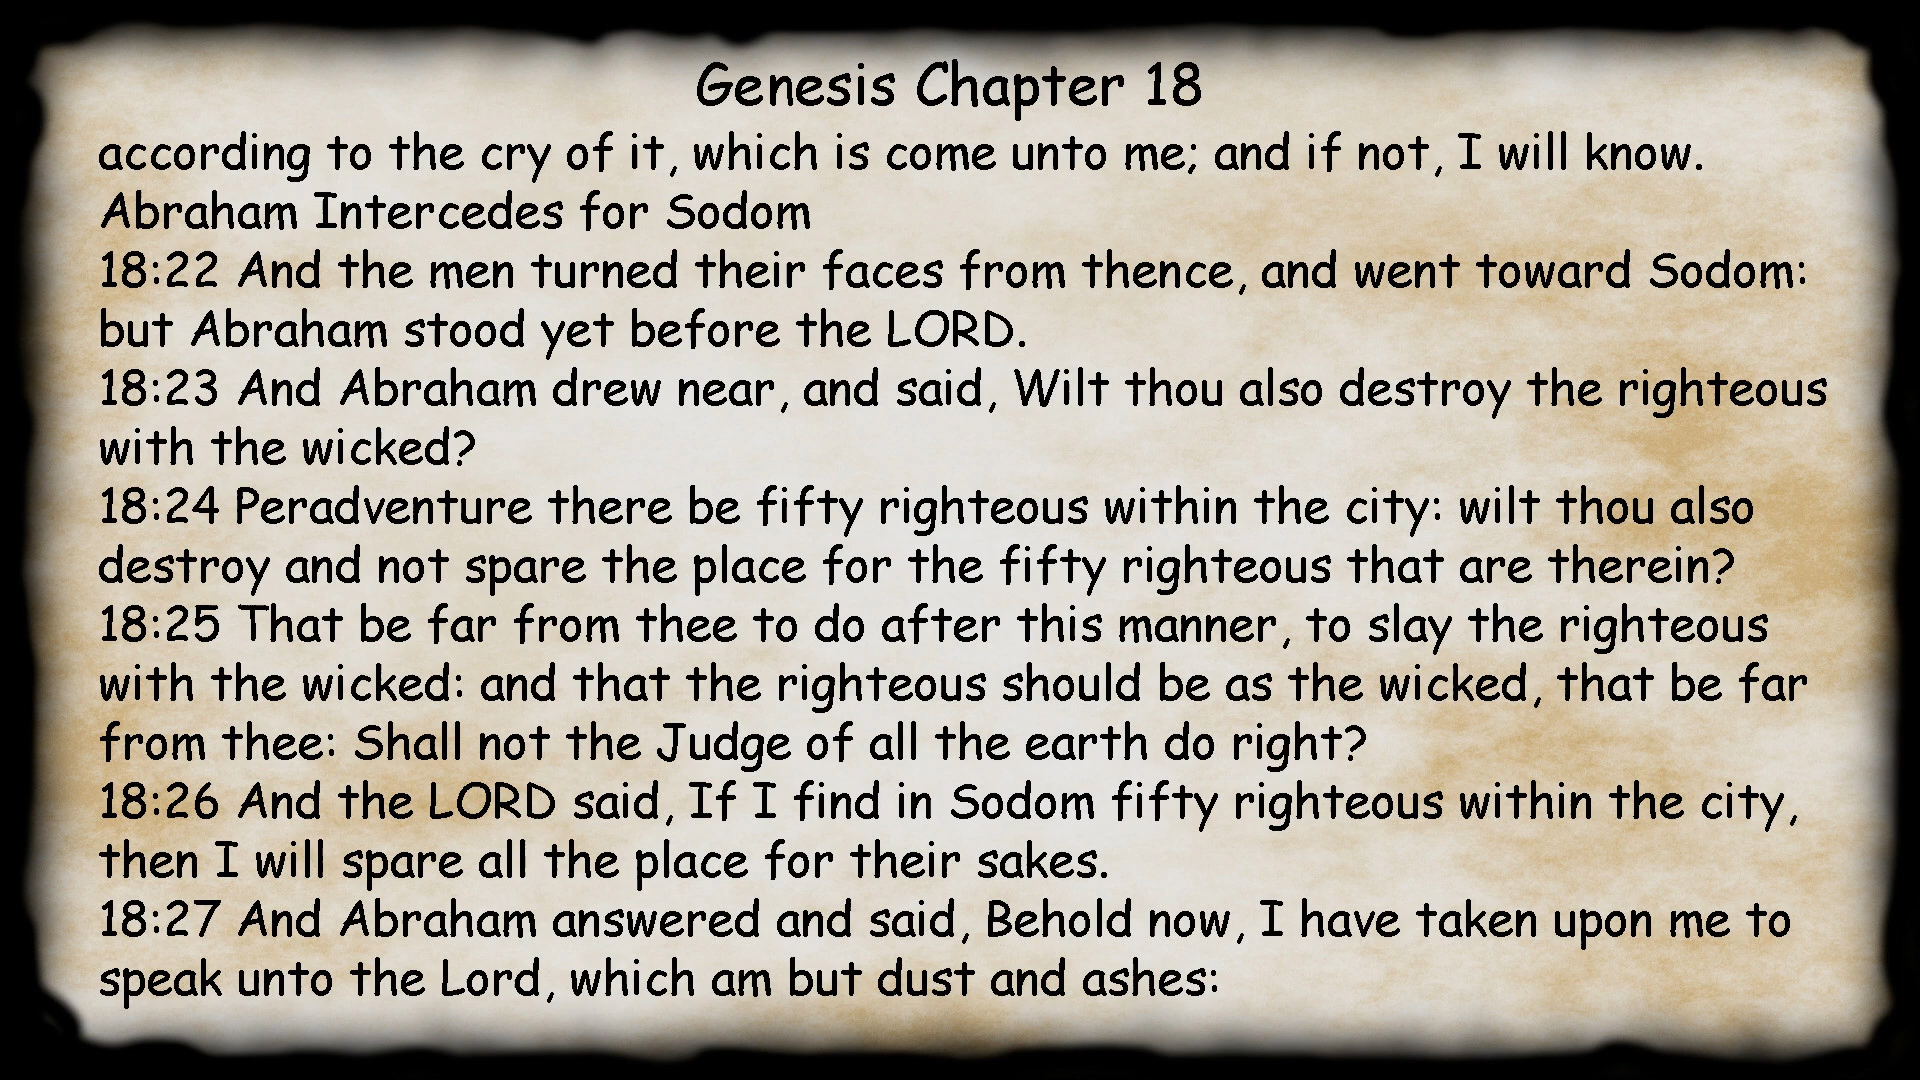 Genesis Chapter 18
according to the cry of it, which is come unto me; and if not, I will know.
Abraham Intercedes for Sodom
18:22 And the men turned their faces from thence, and went toward Sodom:
but Abraham stood yet before the LORD.
18:23 And Abraham drew near, and said, Wilt thou also destroy the righteous
with the wicked?
18:24 Peradventure there be fifty righteous within the city: wilt thou also
destroy and not spare the place for the fifty righteous that are therein?
18:25 That be far from thee to do after this manner, to slay the righteous
with the wicked: and that the righteous should be as the wicked, that be far
from thee: Shall not the Judge of all the earth do right?
18:26 And the LORD said, If I find in Sodom fifty righteous within the city,
then I will spare all the place for their sakes.
18:27 And Abraham answered and said, Behold now, I have taken upon me to
speak unto the Lord, which am but dust and ashes: